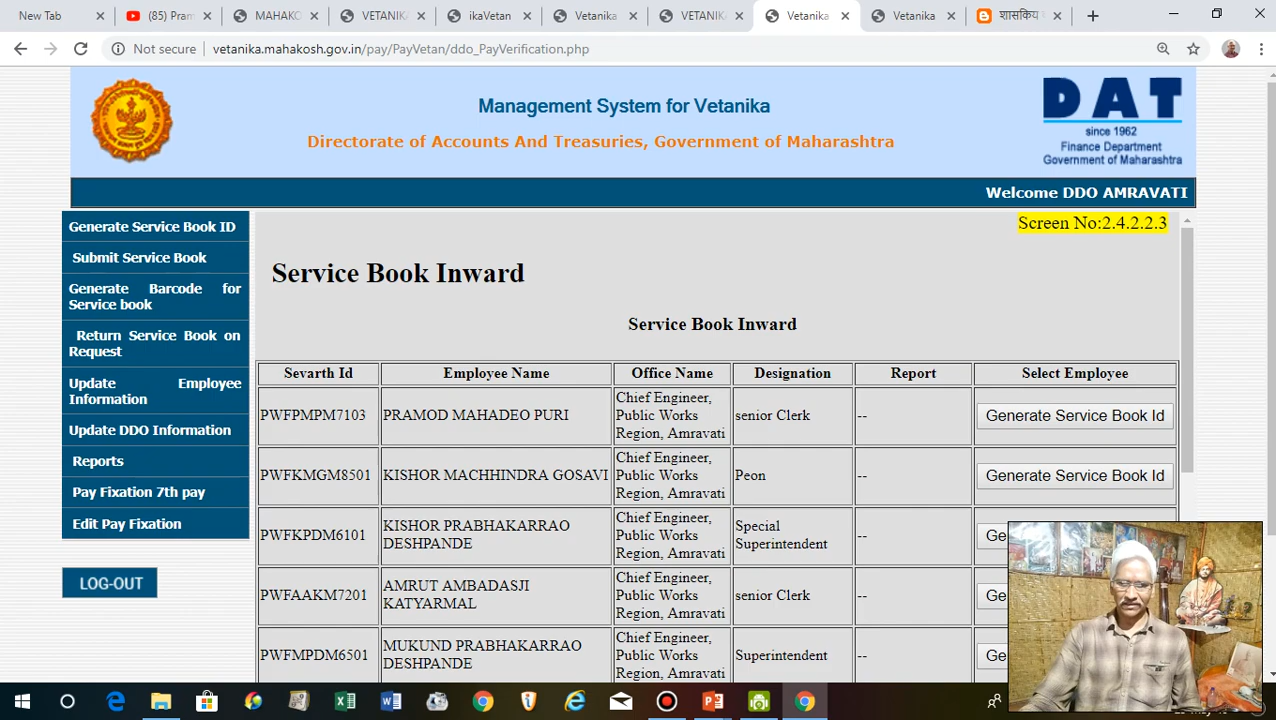 New Tab
(85) Pram
MAHAKO
VETANIK
ikaVetan
Vetanika
VETANIK
Vetanika
Vetanika
शासकिय
Not secure vetanika.mahakosh.gov.in/pay/PayVetan/ddo_PayVerification.php
Management System for Vetanika
Directorate of Accounts And Treasuries, Government of Maharashtra
DAT
since 1962
Finance Department
Government of Maharashtra
Welcome DDO AMRAVATI
Generate Service Book ID
Submit Service Book
Generate Barcode for
Service book
Return Service Book on
Request
Update Employee
Information
Update DDO Information
Reports
Pay Fixation 7th pay
Edit Pay Fixation
LOG-OUT
Screen No:2.4.2.2.3
Service Book Inward
Service Book Inward
Sevarth Id Employee Name Office Name Designation Report Select Employee
PWFPMPM7103 PRAMOD MAHADEO PURI
Chief Engineer,
Public Works
Region, Amravati
senior Clerk -- Generate Service Book Id
PWFKMGM8501 KISHOR MACHHINDRA GOSAVI
Chief Engineer,
Public Works
Region, Amravati
Peon -- Generate Service Book Id
PWFKPDM6101
KISHOR PRABHAKARRAO
DESHPANDE
Chief Engineer,
Public Works
Region, Amravati
Special
Superintendent
-- Ge
PWFAAKM7201
AMRUT AMBADASJI
KATYARMAL
Chief Engineer,
Public Works
Region, Amravati
senior Clerk -- Ge
PWFMPDM6501
MUKUND PRABHAKARRAO
DESHPANDE
Chief Engineer,
Public Works
Region, Amravati
Superintendent -- Ge